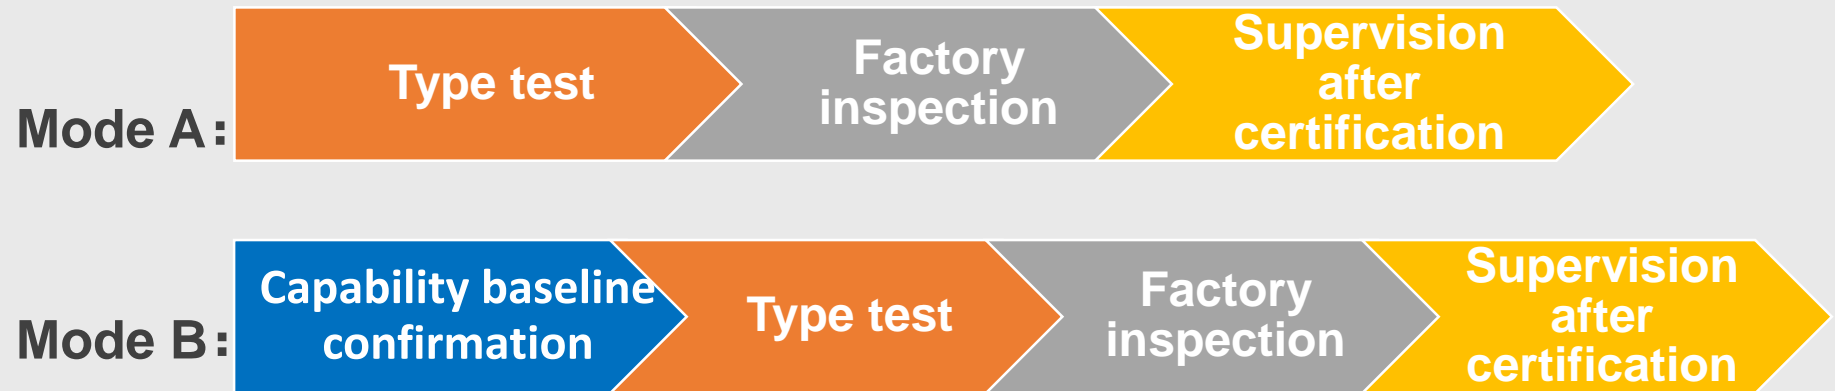 Mode A:
Type test
Factory
inspection
Supervision
after
certification
Mode B:
Capability baseline
confirmation
Type test
Factory
inspection
Supervision
after
certification